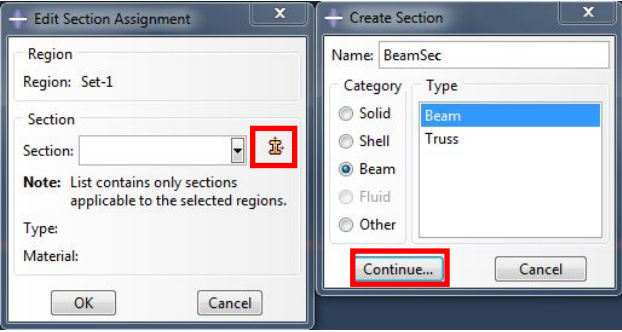 Edit Section Assignment
X
Region
Region: Set-1
Section
Section:
Note: List contains only sections
applicable to the selected regions.
Type:
Material:
OK
Cancel
Create Section
X
Name: BeamSec
Category
Type
Solid
Shell
Beam
Fluid
Other
Beam
Truss
Continue...
Cancel